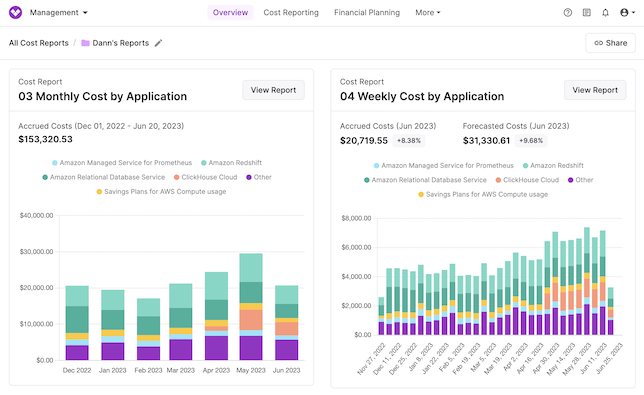 Management
Overview
Cost Reporting
Financial Planning
More
All Cost Reports / Dann's Reports
Share
Cost Report
03 Monthly Cost by Application
View Report
Accrued Costs (Dec 01, 2022 - Jun 20, 2023)
$153,320.53
Amazon Managed Service for Prometheus
Amazon Redshift
Amazon Relational Database Service
ClickHouse Cloud
Other
Savings Plans for AWS Compute usage
$40,000.00
$30,000.00
$20,000.00
$10,000.00
$0.00
Dec 2022
Jan 2023
Feb 2023
Mar 2023
Apr 2023
May 2023
Jun 2023
Cost Report
04 Weekly Cost by Application
View Report
Accrued Costs (Jun 2023)
$20,719.55 +8.38%
Forecasted Costs (Jun 2023)
$31,330.61 +9.68%
Amazon Managed Service for Prometheus
Amazon Redshift
Amazon Relational Database Service
ClickHouse Cloud
Other
Savings Plans for AWS Compute usage
$8,000.00
$6,000.00
$4,000.00
$2,000.00
$0.00
Nov 27, 2022
Dec 11, 2022
Dec 25, 2022
Jan 8, 2023
Jan 22, 2023
Feb 5, 2023
Feb 19, 2023
Mar 5, 2023
Mar 19, 2023
Apr 2, 2023
Apr 16, 2023
Apr 30, 2023
May 14, 2023
May 28, 2023
Jun 11, 2023
Jun 25, 2023